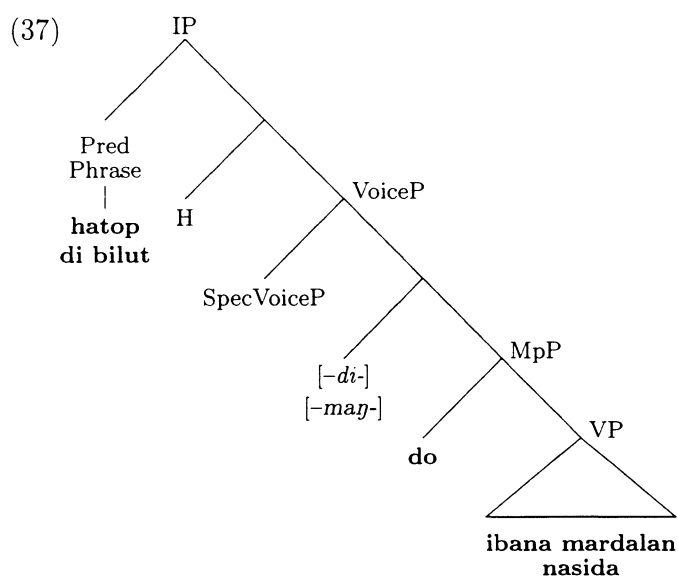 (37)
IP
Pred
Phrase
hatop
di bilut
H
VoiceP
SpecVoiceP
[–di-]
[–maŋ-]
MpP
do
VP
ibana mardalan
nasida